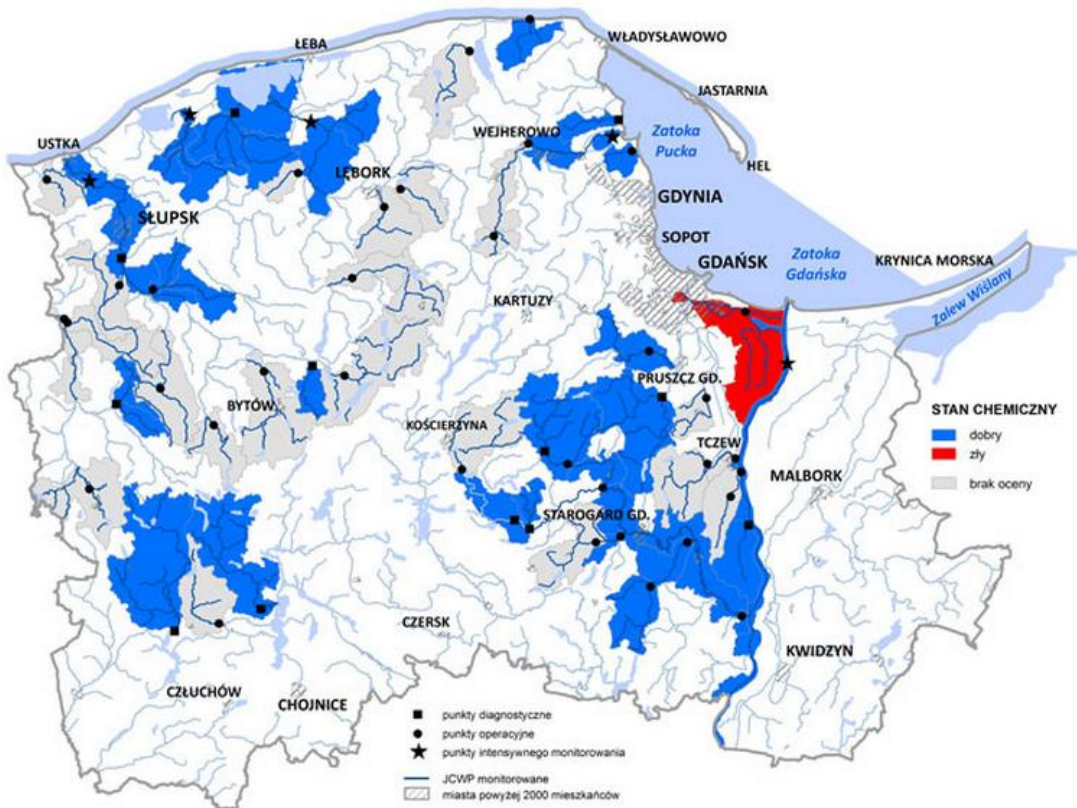 WŁADYSŁAWOWO
ŁEBA
JASTARNIA
USTKA
WEJHEROWO
Zatoka
Pucka
HEL
LĘBORK
GDYNIA
SŁUPSK
SOPOT
GDAŃSK
Zatoka
Gdańska
KRYNICA MORSKA
Zalew Wiślany
KARTUZY
PRUSZCZ GD.
BYTÓW
KOŚCIERZYNA
TCZEW
MALBORK
STAROGARD GD.
STAN CHEMICZNY
dobry
zły
brak oceny
CZERSK
KWIDZYN
CZŁUCHÓW
CHOJNICE
punkty diagnostyczne
punkty operacyjne
punkty intensywnego monitorowania
JCWP monitorowane
miasta powyżej 2000 mieszkańców